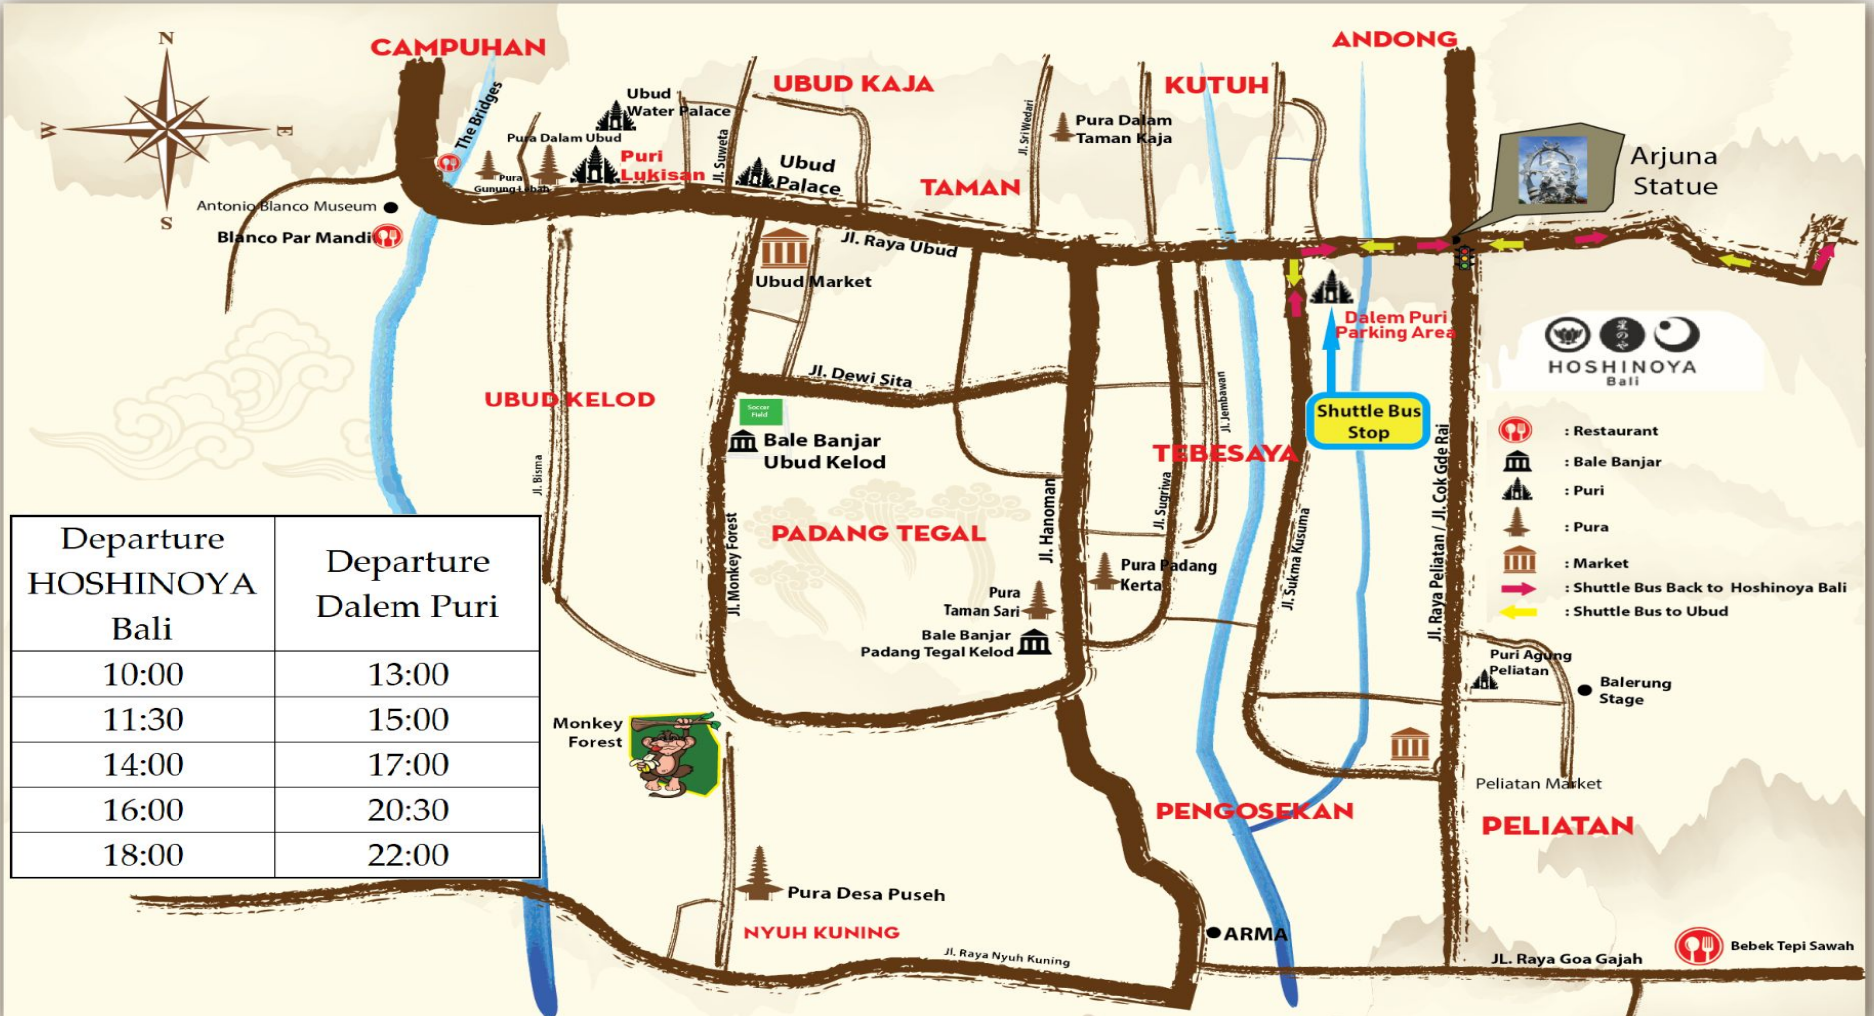 N
W
E
S
CAMPUHAN
The Bridges
Ubud
Water Palace
Pura Dalam Ubud
Puri
Lukisan
Pura
Gunung Lebah
Antonio Blanco Museum
Blanco Par Mandi
UBUD KAJA
Jl. Suweta
Ubud
Palace
TAMAN
Jl. Sri Wedari
Pura Dalam
Taman Kaja
KUTUH
ANDONG
Arjuna
Statue
Jl. Raya Ubud
Ubud Market
Dalem Puri
Parking Area
HOSHINOYA
Bali
Jl. Dewi Sita
UBUD KELOD
Soccer
Field
Bale Banjar
Ubud Kelod
Jl. Bisma
Jl. Monkey Forest
PADANG TEGAL
Jl. Hanoman
Jl. Sugriwa
Jl. Jembawan
TEBESAYA
Shuttle Bus
Stop
Jl. Sukma Kusuma
Jl. Raya Peliatan / Jl. Cok Gde Rai
: Restaurant
: Bale Banjar
: Puri
: Pura
: Market
: Shuttle Bus Back to Hoshinoya Bali
: Shuttle Bus to Ubud
Pura Padang
Kerta
Pura
Taman Sari
Bale Banjar
Padang Tegal Kelod
Puri Agung
Peliatan
Balerung
Stage
Departure HOSHINOYA Bali
Departure Dalem Puri
10:00 13:00
11:30 15:00
14:00 17:00
16:00 20:30
18:00 22:00
Monkey
Forest
Peliatan Market
PENGOSEKAN
PELIATAN
Pura Desa Puseh
NYUH KUNING
Jl. Raya Nyuh Kuning
ARMA
JL. Raya Goa Gajah
Bebek Tepi Sawah